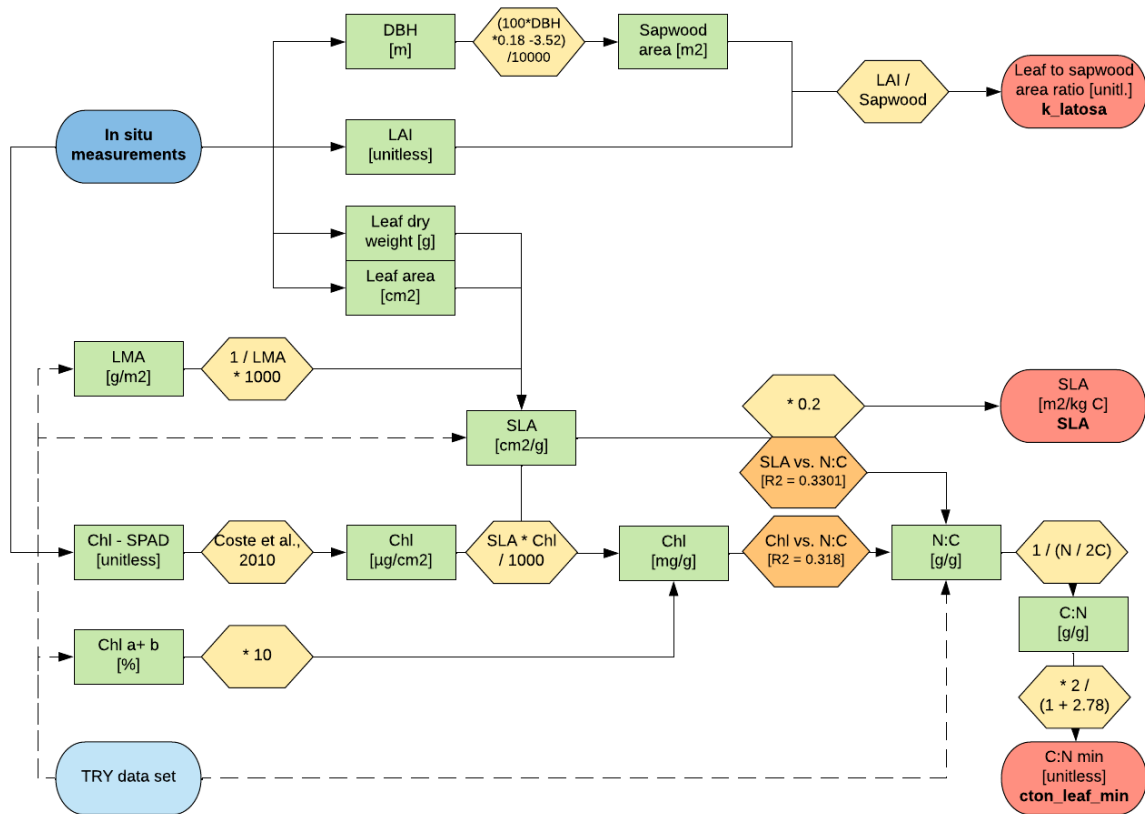 DBH
[m]
(100*DBH
*0.18 -3.52)
/10000
Sapwood
area [m2]
LAI /
Sapwood
Leaf to sapwood
area ratio [unitl.]
k_latosa
In situ
measurements
LAI
[unitless]
Leaf dry
weight [g]
Leaf area
[cm2]
LMA
[g/m2]
1 / LMA
* 1000
SLA
[cm2/g]
* 0.2
SLA
[m2/kg C]
SLA
SLA vs. N:C
[R2 = 0.3301]
Chl - SPAD
[unitless]
Coste et al.,
2010
Chl
[µg/cm2]
SLA * Chl
/ 1000
Chl
[mg/g]
Chl vs. N:C
[R2 = 0.318]
N:C
[g/g]
1 / (N / 2C)
C:N
[g/g]
Chl a+ b
[%]
* 10
* 2 /
(1 + 2.78)
TRY data set
C:N min
[unitless]
cton_leaf_min